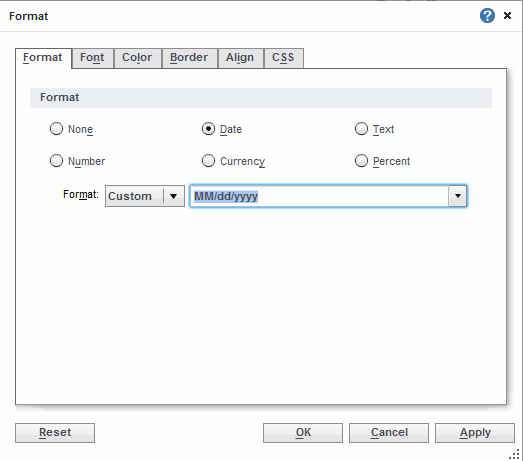 Format
Format Font Color Border Align CSS
Format
None Date Text
Number Currency Percent
Format: Custom MM/dd/yyyy
Reset OK Cancel Apply